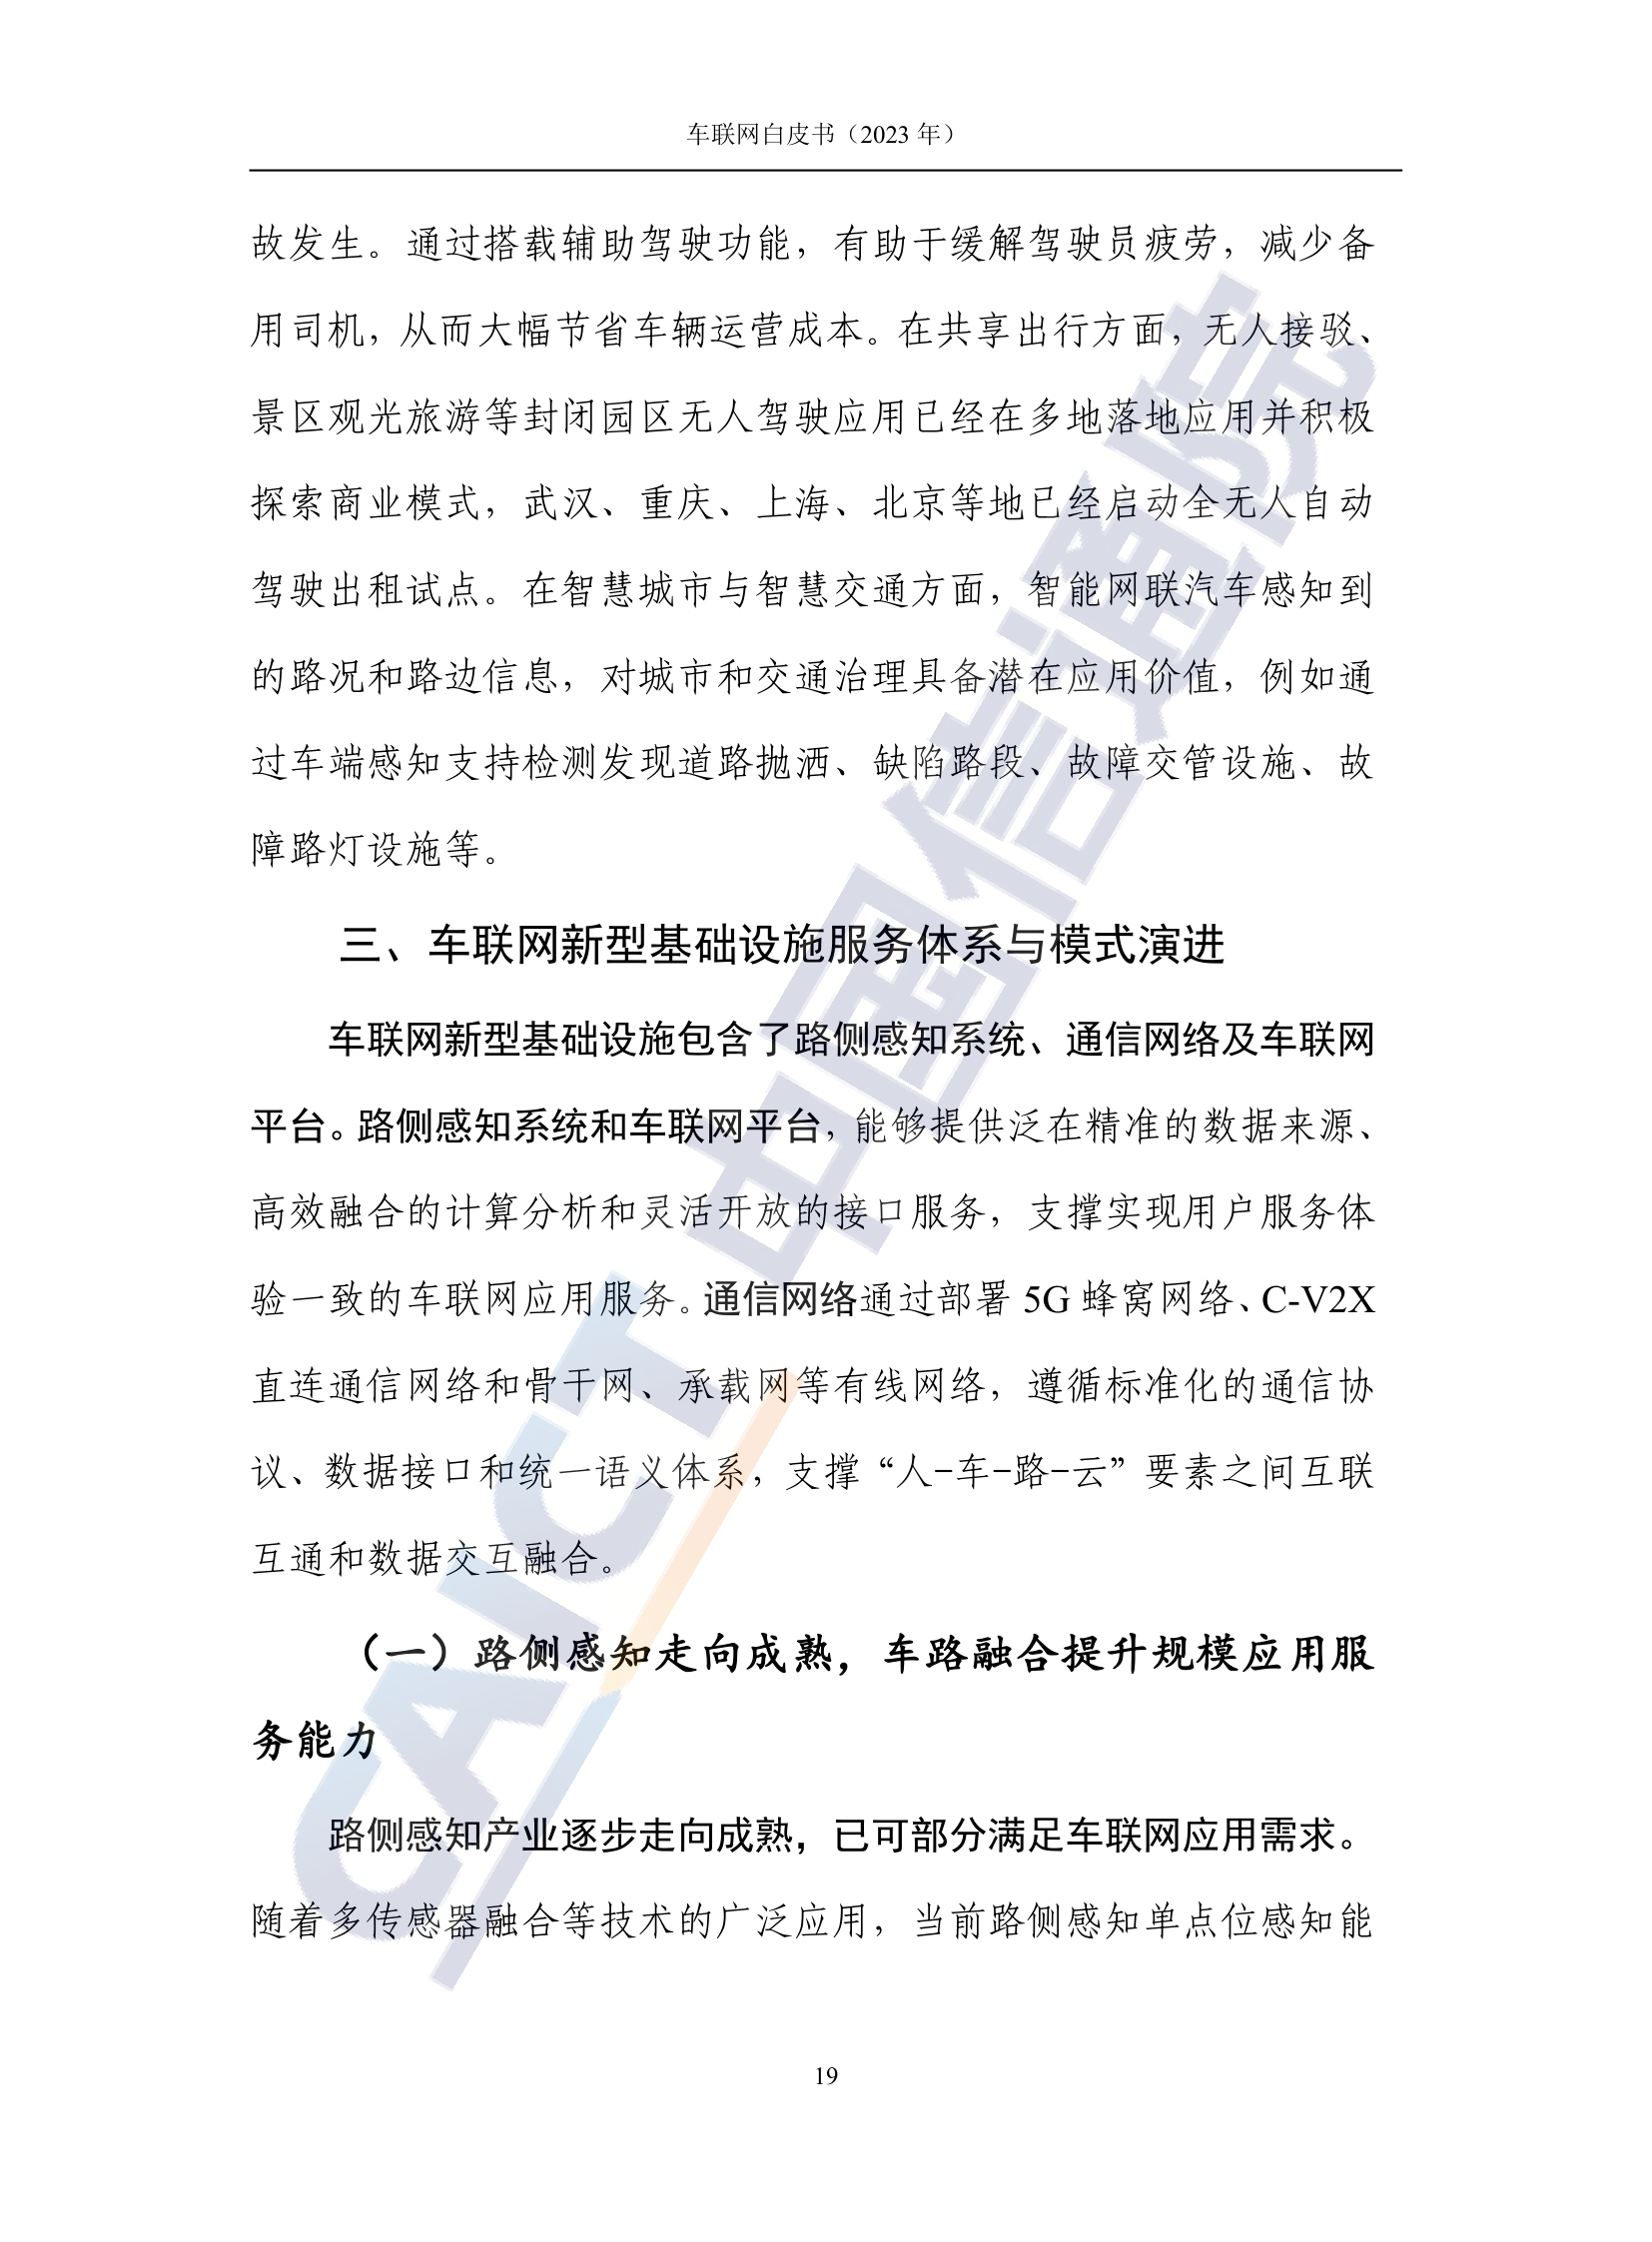 车联网白皮书（2023 年）
故发生。通过搭载辅助驾驶功能，有助于缓解驾驶员疲劳，减少备
用司机，从而大幅节省车辆运营成本。在共享出行方面，无人接驳、
景区观光旅游等封闭园区无人驾驶应用已经在多地落地应用并积极
探索商业模式，武汉、重庆、上海、北京等地已经启动全无人自动
驾驶出租试点。在智慧城市与智慧交通方面，智能网联汽车感知到
的路况和路边信息，对城市和交通治理具备潜在应用价值，例如通
过车端感知支持检测发现道路抛洒、缺陷路段、故障交管设施、故
障路灯设施等。
三、车联网新型基础设施服务体系与模式演进
车联网新型基础设施包含了路侧感知系统、通信网络及车联网
平台。路侧感知系统和车联网平台，能够提供泛在精准的数据来源、
高效融合的计算分析和灵活开放的接口服务，支撑实现用户服务体
验一致的车联网应用服务。通信网络通过部署 5G 蜂窝网络、C-V2X
直连通信网络和骨干网、承载网等有线网络，遵循标准化的通信协
议、数据接口和统一语义体系，支撑“人-车-路-云”要素之间互联
互通和数据交互融合。
（一）路侧感知走向成熟，车路融合提升规模应用服
务能力
路侧感知产业逐步走向成熟，已可部分满足车联网应用需求。
随着多传感器融合等技术的广泛应用，当前路侧感知单点位感知能
19
CAICT 中国信通院